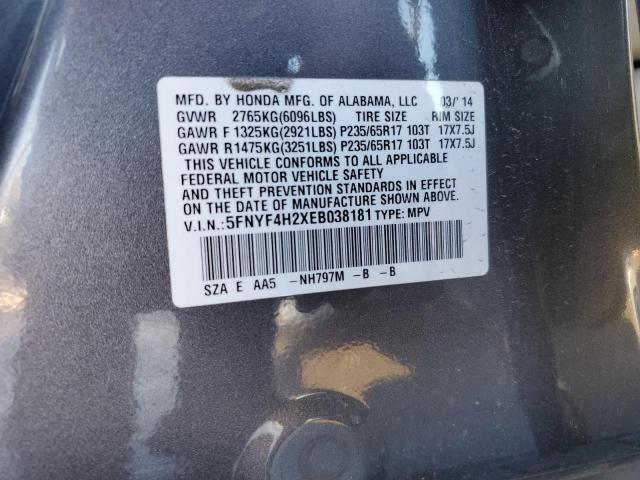 MFD. BY HONDA MFG. OF ALABAMA, LLC 03/'14
GVWR 2765KG(6096LBS) TIRE SIZE RIM SIZE
GAWR F 1325KG(2921LBS) P235/65R17 103T 17X7.5J
GAWR R1475KG(3251LBS) P235/65R17 103T 17X7.5J
THIS VEHICLE CONFORMS TO ALL APPLICABLE
FEDERAL MOTOR VEHICLE SAFETY
AND THEFT PREVENTION STANDARDS IN EFFECT
ON THE DATE OF MANUFACTURE SHOWN ABOVE.
V.I.N.:5FNYF4H2XEB038181 TYPE: MPV
SZA E AA5 -NH797M -B -B